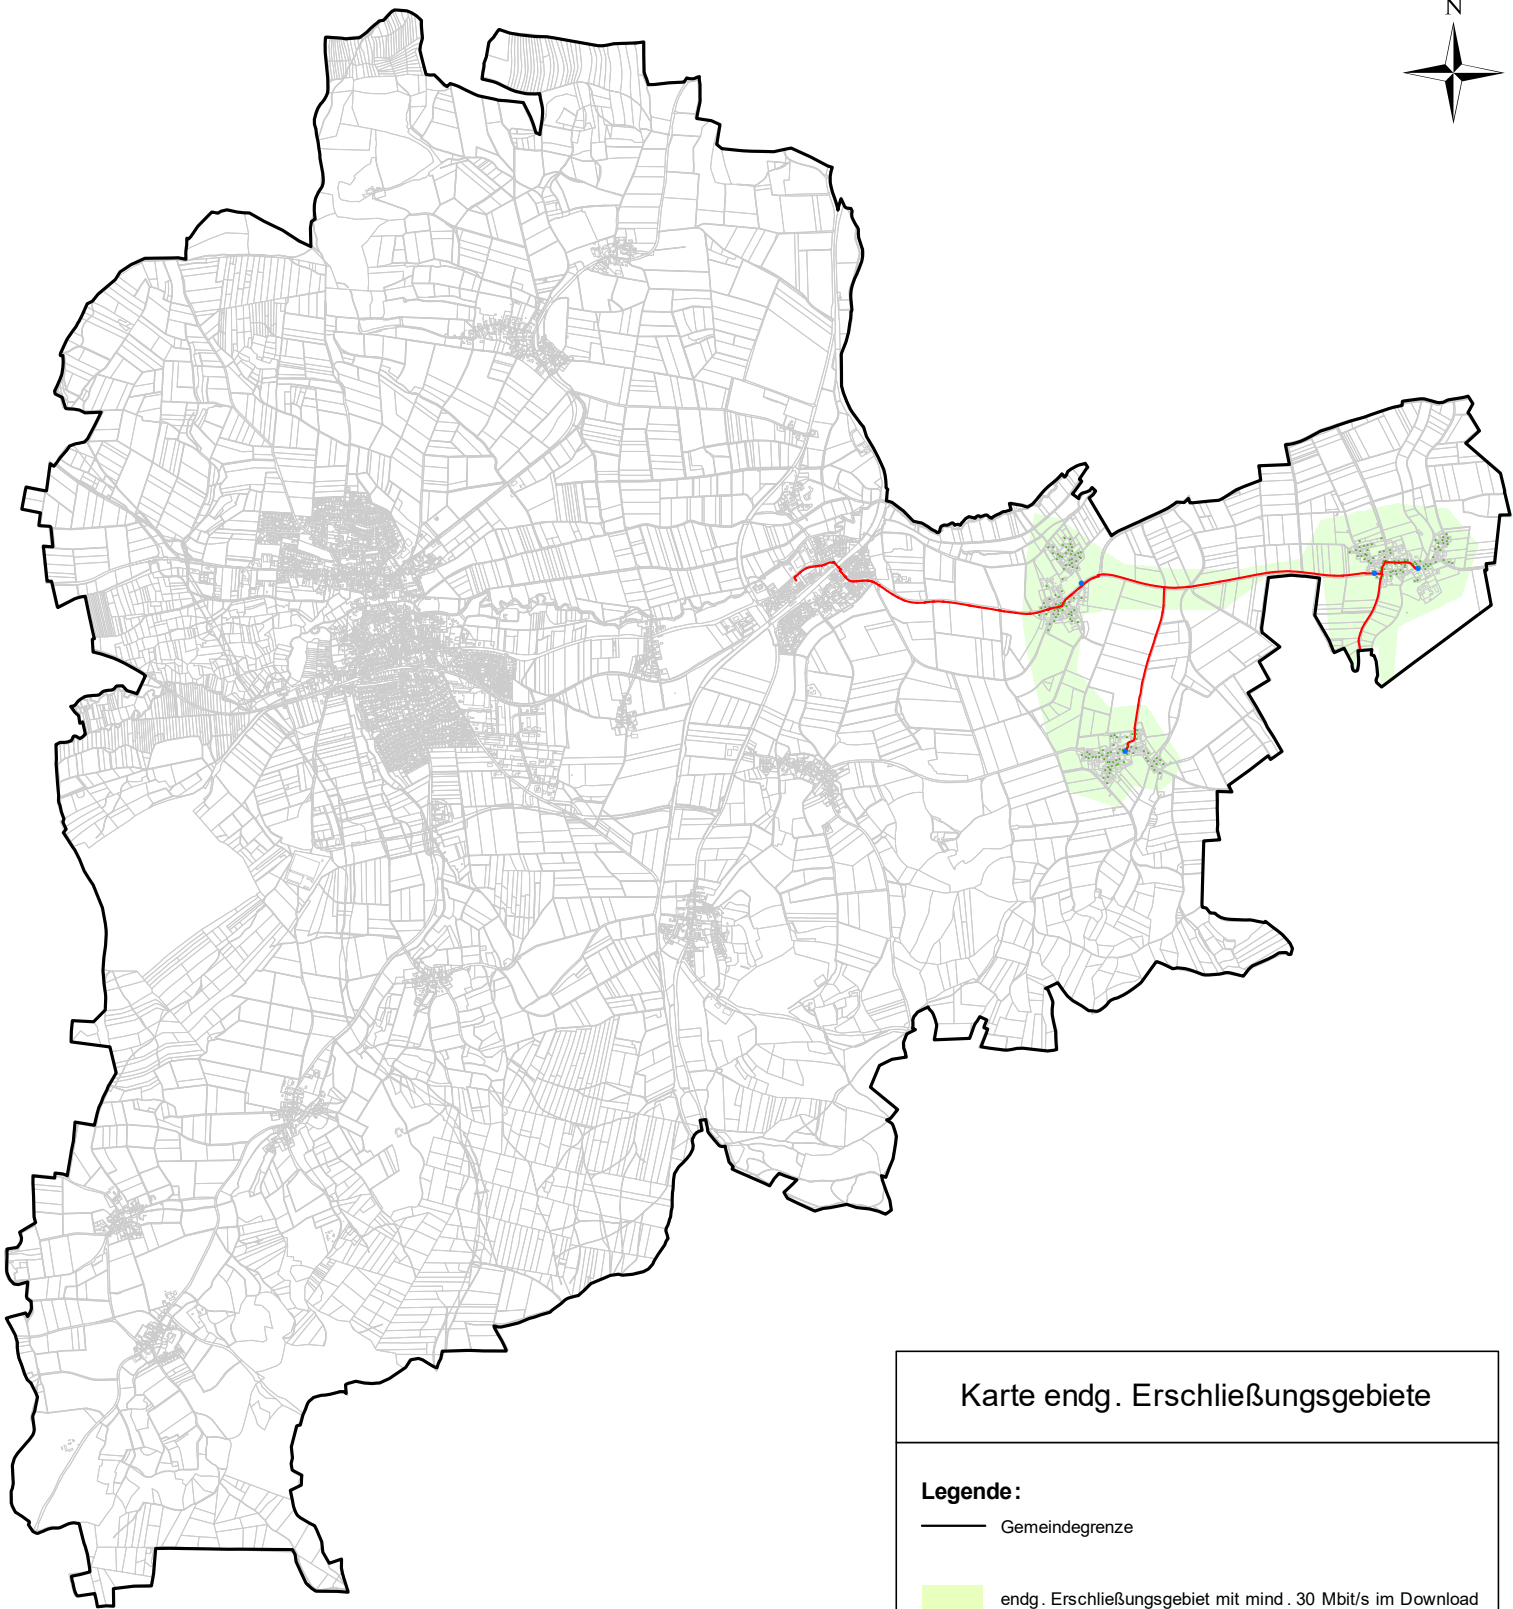 N
Karte endg. Erschließungsgebiete
Legende:
Gemeindegrenze
endg. Erschließungsgebiet mit mind. 30 Mbit/s im Download